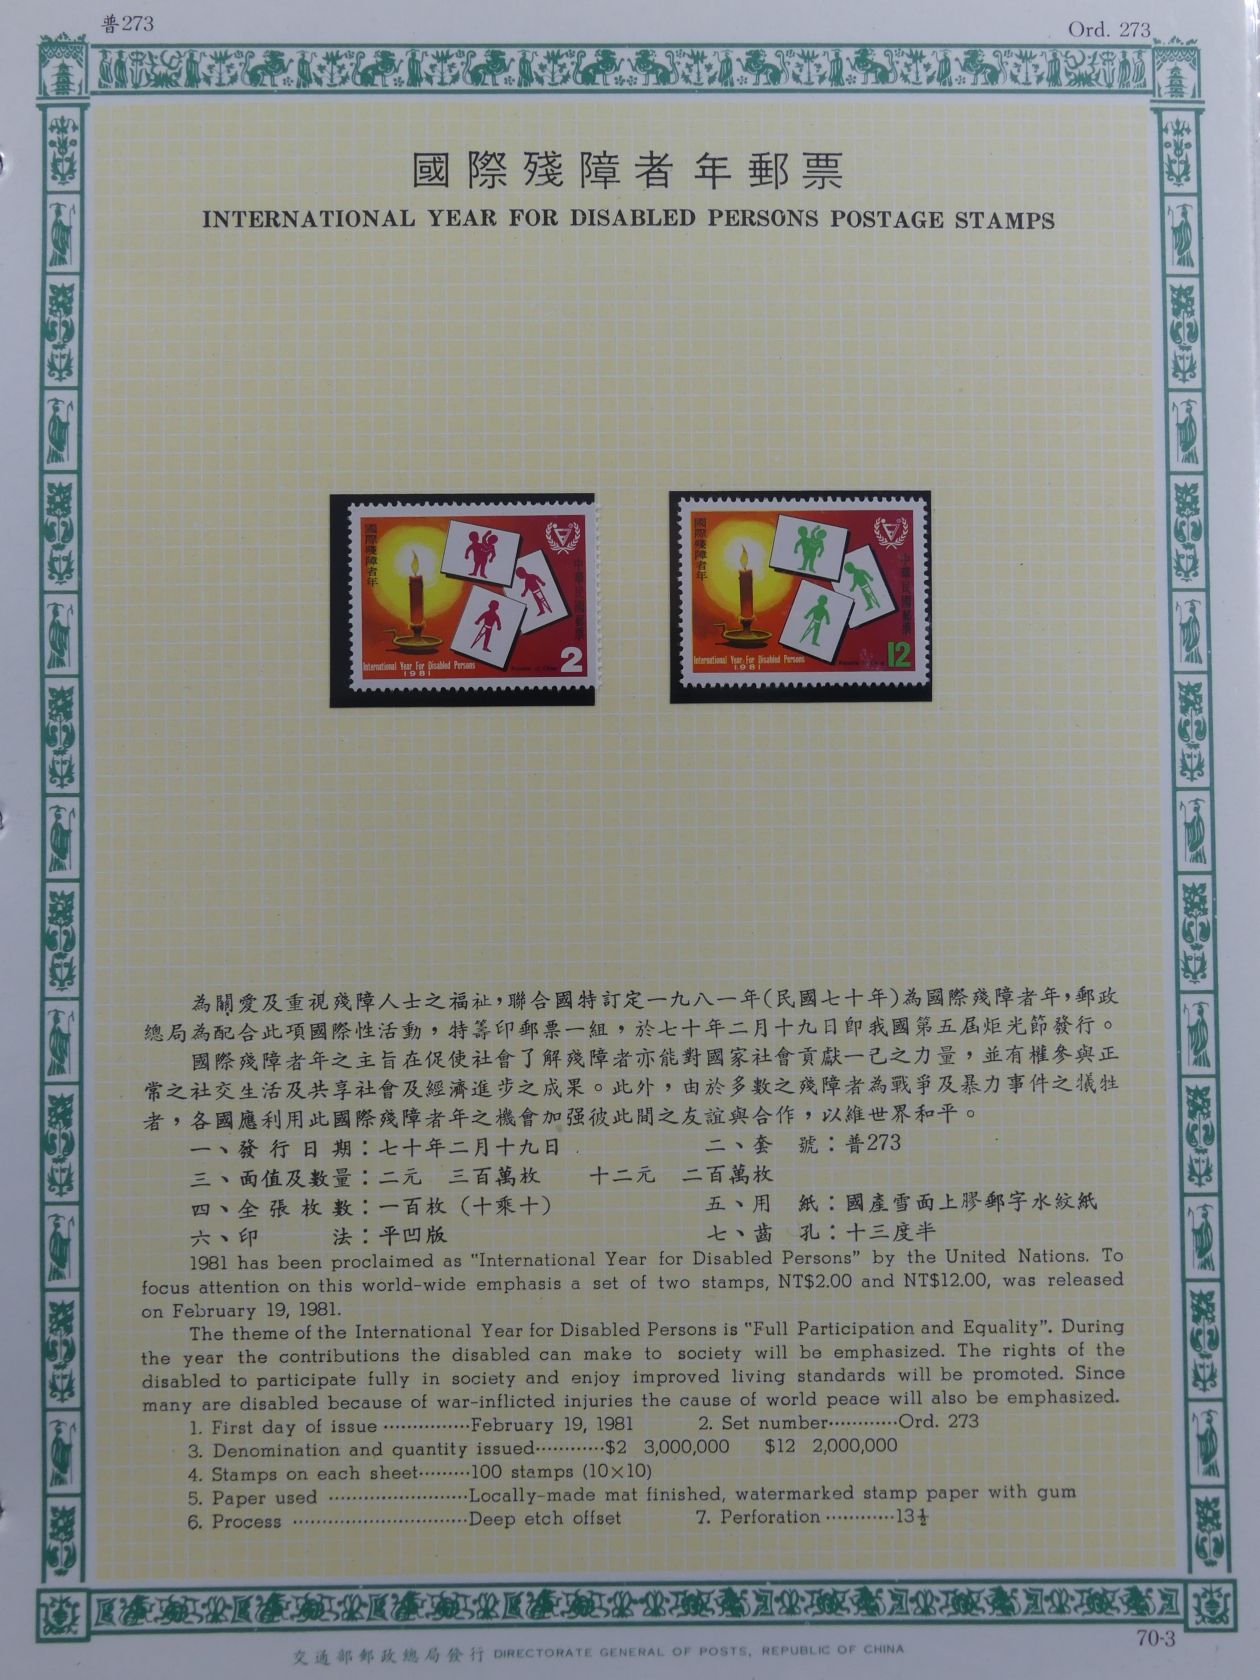 普273
Ord. 273
國際殘障者年郵票
INTERNATIONAL YEAR FOR DISABLED PERSONS POSTAGE STAMPS
國際殘障者年
中華民國郵票
International Year For Disabled Persons
1981
Republic of China
2
國際殘障者年
中華民國郵票
International Year For Disabled Persons
1981
Republic of China
12
為關愛及重視殘障人士之福祉,聯合國特訂定一九八一年(民國七十年)為國際殘障者年,郵政
總局為配合此項國際性活動,特籌印郵票一組,於七十年二月十九日即我國第五屆炬光節發行。
國際殘障者年之主旨在促使社會了解殘障者亦能對國家社會貢獻一己之力量,並有權參與正
常之社交生活及共享社會及經濟進步之成果。此外,由於多數之殘障者為戰爭及暴力事件之犧牲
者,各國應利用此國際殘障者年之機會加强彼此間之友誼與合作,以維世界和平。
一、發行日期:七十年二月十九日 二、套 號:普273
三、面值及數量:二元 三百萬枚 十二元 二百萬枚
四、全張枚數:一百枚(十乘十) 五、用 紙:國產雪面上膠郵字水紋紙
六、印 法:平凹版 七、齒 孔:十三度半
1981 has been proclaimed as "International Year for Disabled Persons" by the United Nations. To
focus attention on this world-wide emphasis a set of two stamps, NT$2.00 and NT$12.00, was released
on February 19, 1981.
The theme of the International Year for Disabled Persons is "Full Participation and Equality". During
the year the contributions the disabled can make to society will be emphasized. The rights of the
disabled to participate fully in society and enjoy improved living standards will be promoted. Since
many are disabled because of war-inflicted injuries the cause of world peace will also be emphasized.
1. First day of issue ···············February 19, 1981 2. Set number············Ord. 273
3. Denomination and quantity issued············$2 3,000,000 $12 2,000,000
4. Stamps on each sheet·········100 stamps (10×10)
5. Paper used ························Locally-made mat finished, watermarked stamp paper with gum
6. Process ······························Deep etch offset 7. Perforation ············13½
70-3
交通部郵政總局發行 DIRECTORATE GENERAL OF POSTS, REPUBLIC OF CHINA